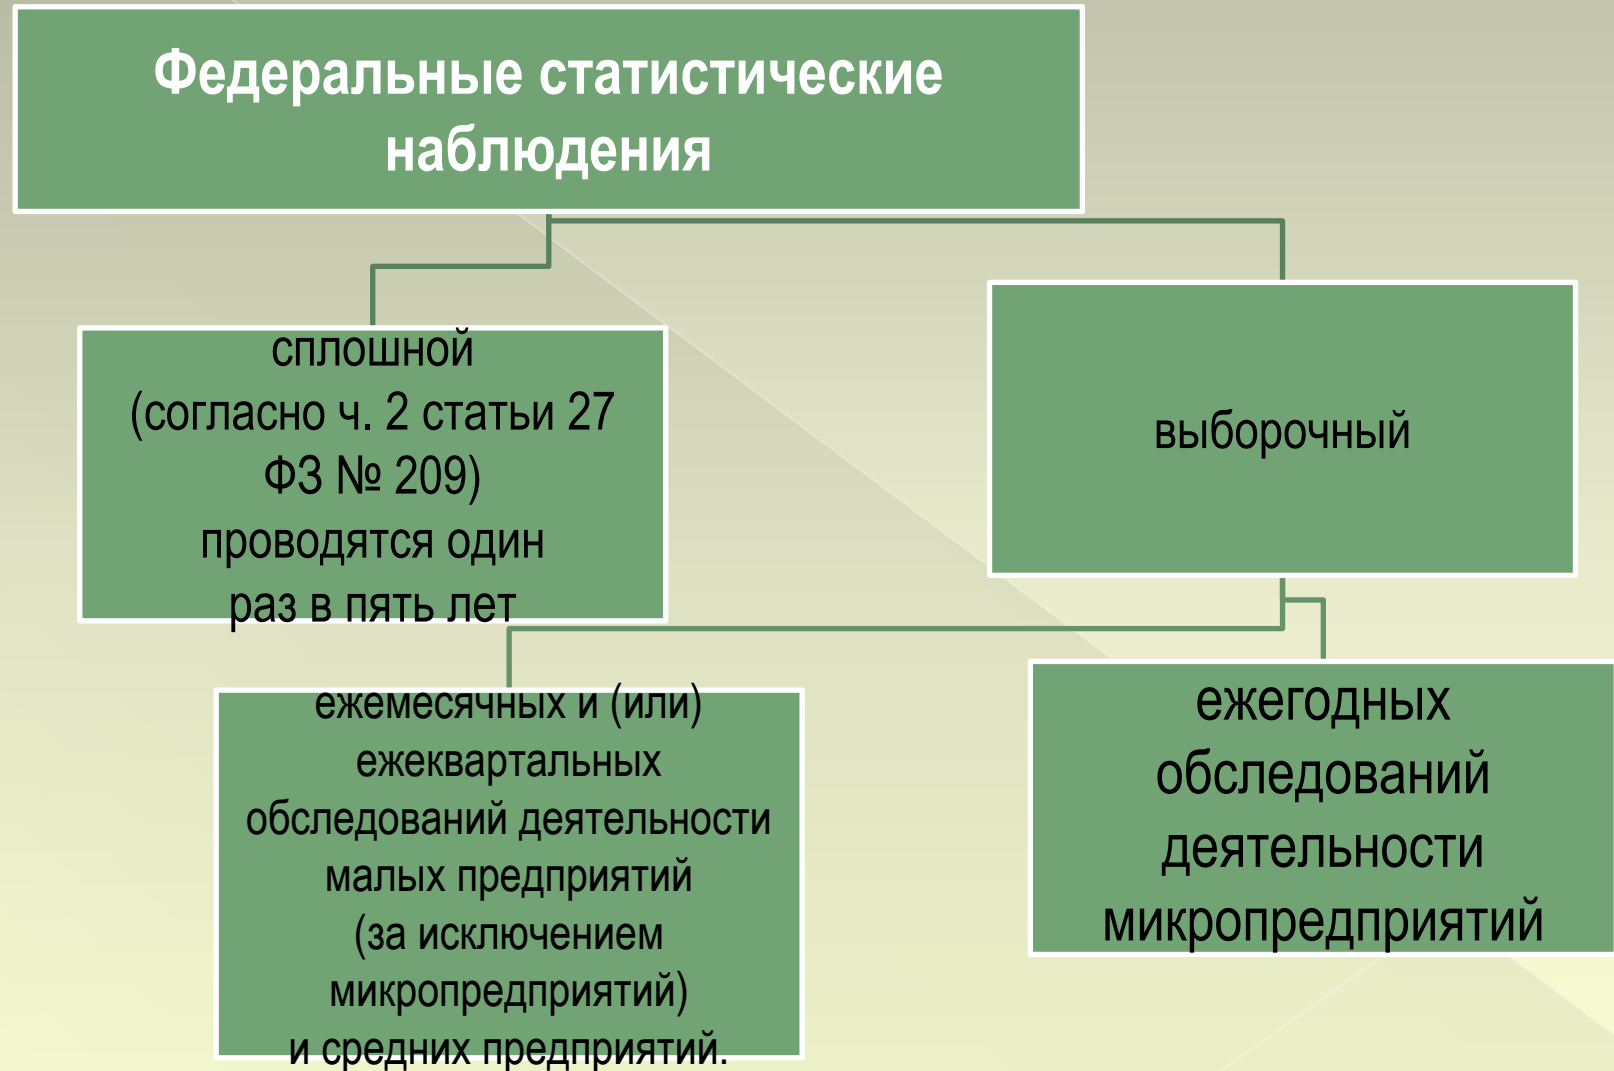 Федеральные статистические
наблюдения
сплошной
(согласно ч. 2 статьи 27
ФЗ № 209)
проводятся один
раз в пять лет
выборочный
ежемесячных и (или)
ежеквартальных
обследований деятельности
малых предприятий
(за исключением
микропредприятий)
и средних предприятий.
ежегодных
обследований
деятельности
микропредприятий